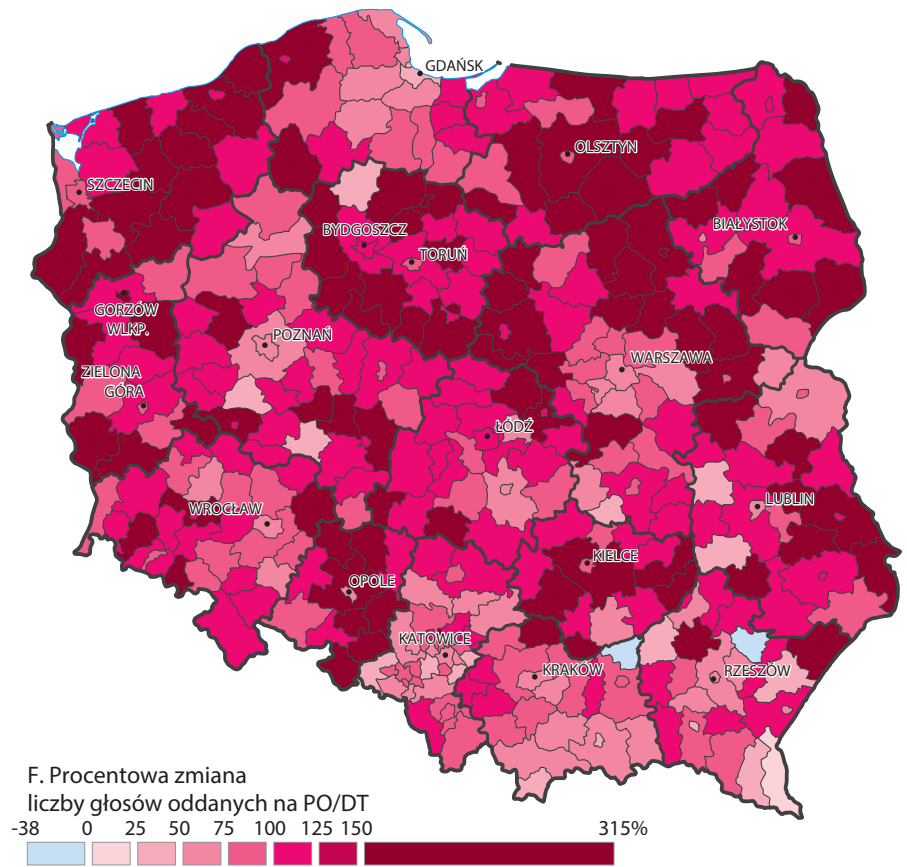 GDAŃSK
OLSZTYN
SZCZECIN
BIAŁYSTOK
BYDGOSZCZ
TORUŃ
GORZÓW
WLKP.
POZNAŃ
WARSZAWA
ZIELONA
GÓRA
ŁÓDŹ
WROCŁAW
LUBLIN
KIELCE
OPOLE
KATOWICE
KRAKÓW
RZESZÓW
F. Procentowa zmiana
liczby głosów oddanych na PO/DT
-38 0 25 50 75 100 125 150 315%